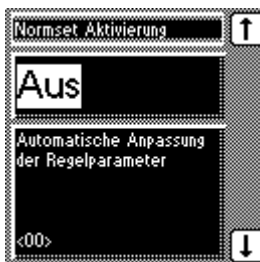 Normset Aktivierung
Aus
Automatische Anpassung
der Regelparameter
<00>